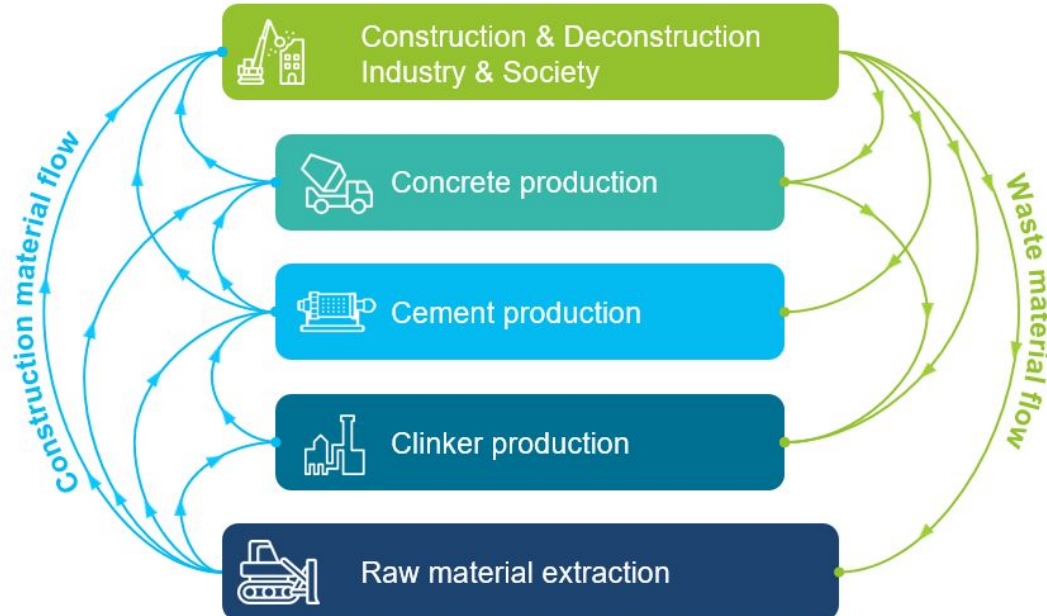 Construction & Deconstruction
Industry & Society
Concrete production
Cement production
Clinker production
Raw material extraction
Construction material flow
Waste material flow